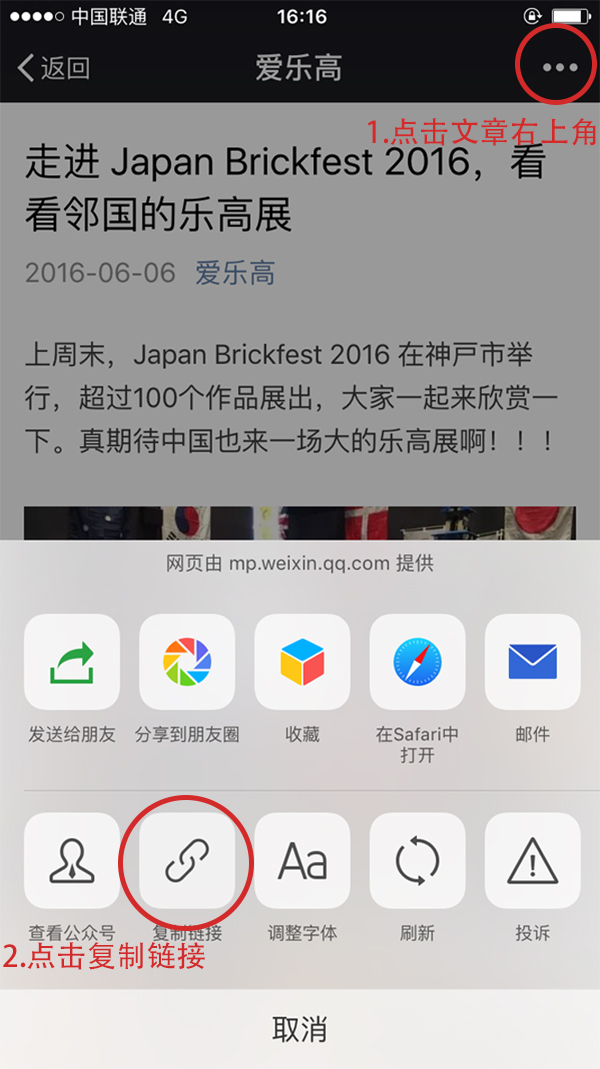 中国联通 4G 16:16
返回 爱乐高
1.点击文章右上角
走进 Japan Brickfest 2016，看
看邻国的乐高展
2016-06-06 爱乐高
上周末，Japan Brickfest 2016 在神戸市举
行，超过100个作品展出，大家一起来欣赏一
下。真期待中国也来一场大的乐高展啊！！！
网页由 mp.weixin.qq.com 提供
发送给朋友 分享到朋友圈 收藏 在Safari中 邮件
打开
Aa
查看公众号 复制链接 调整字体 刷新 投诉
2.点击复制链接
取消